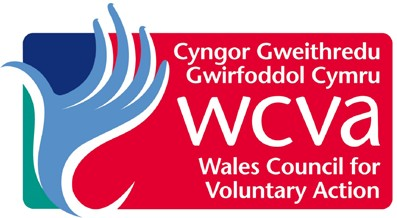 Cyngor Gweithredu
Gwirfoddol Cymru
wcva
Wales Council for
Voluntary Action